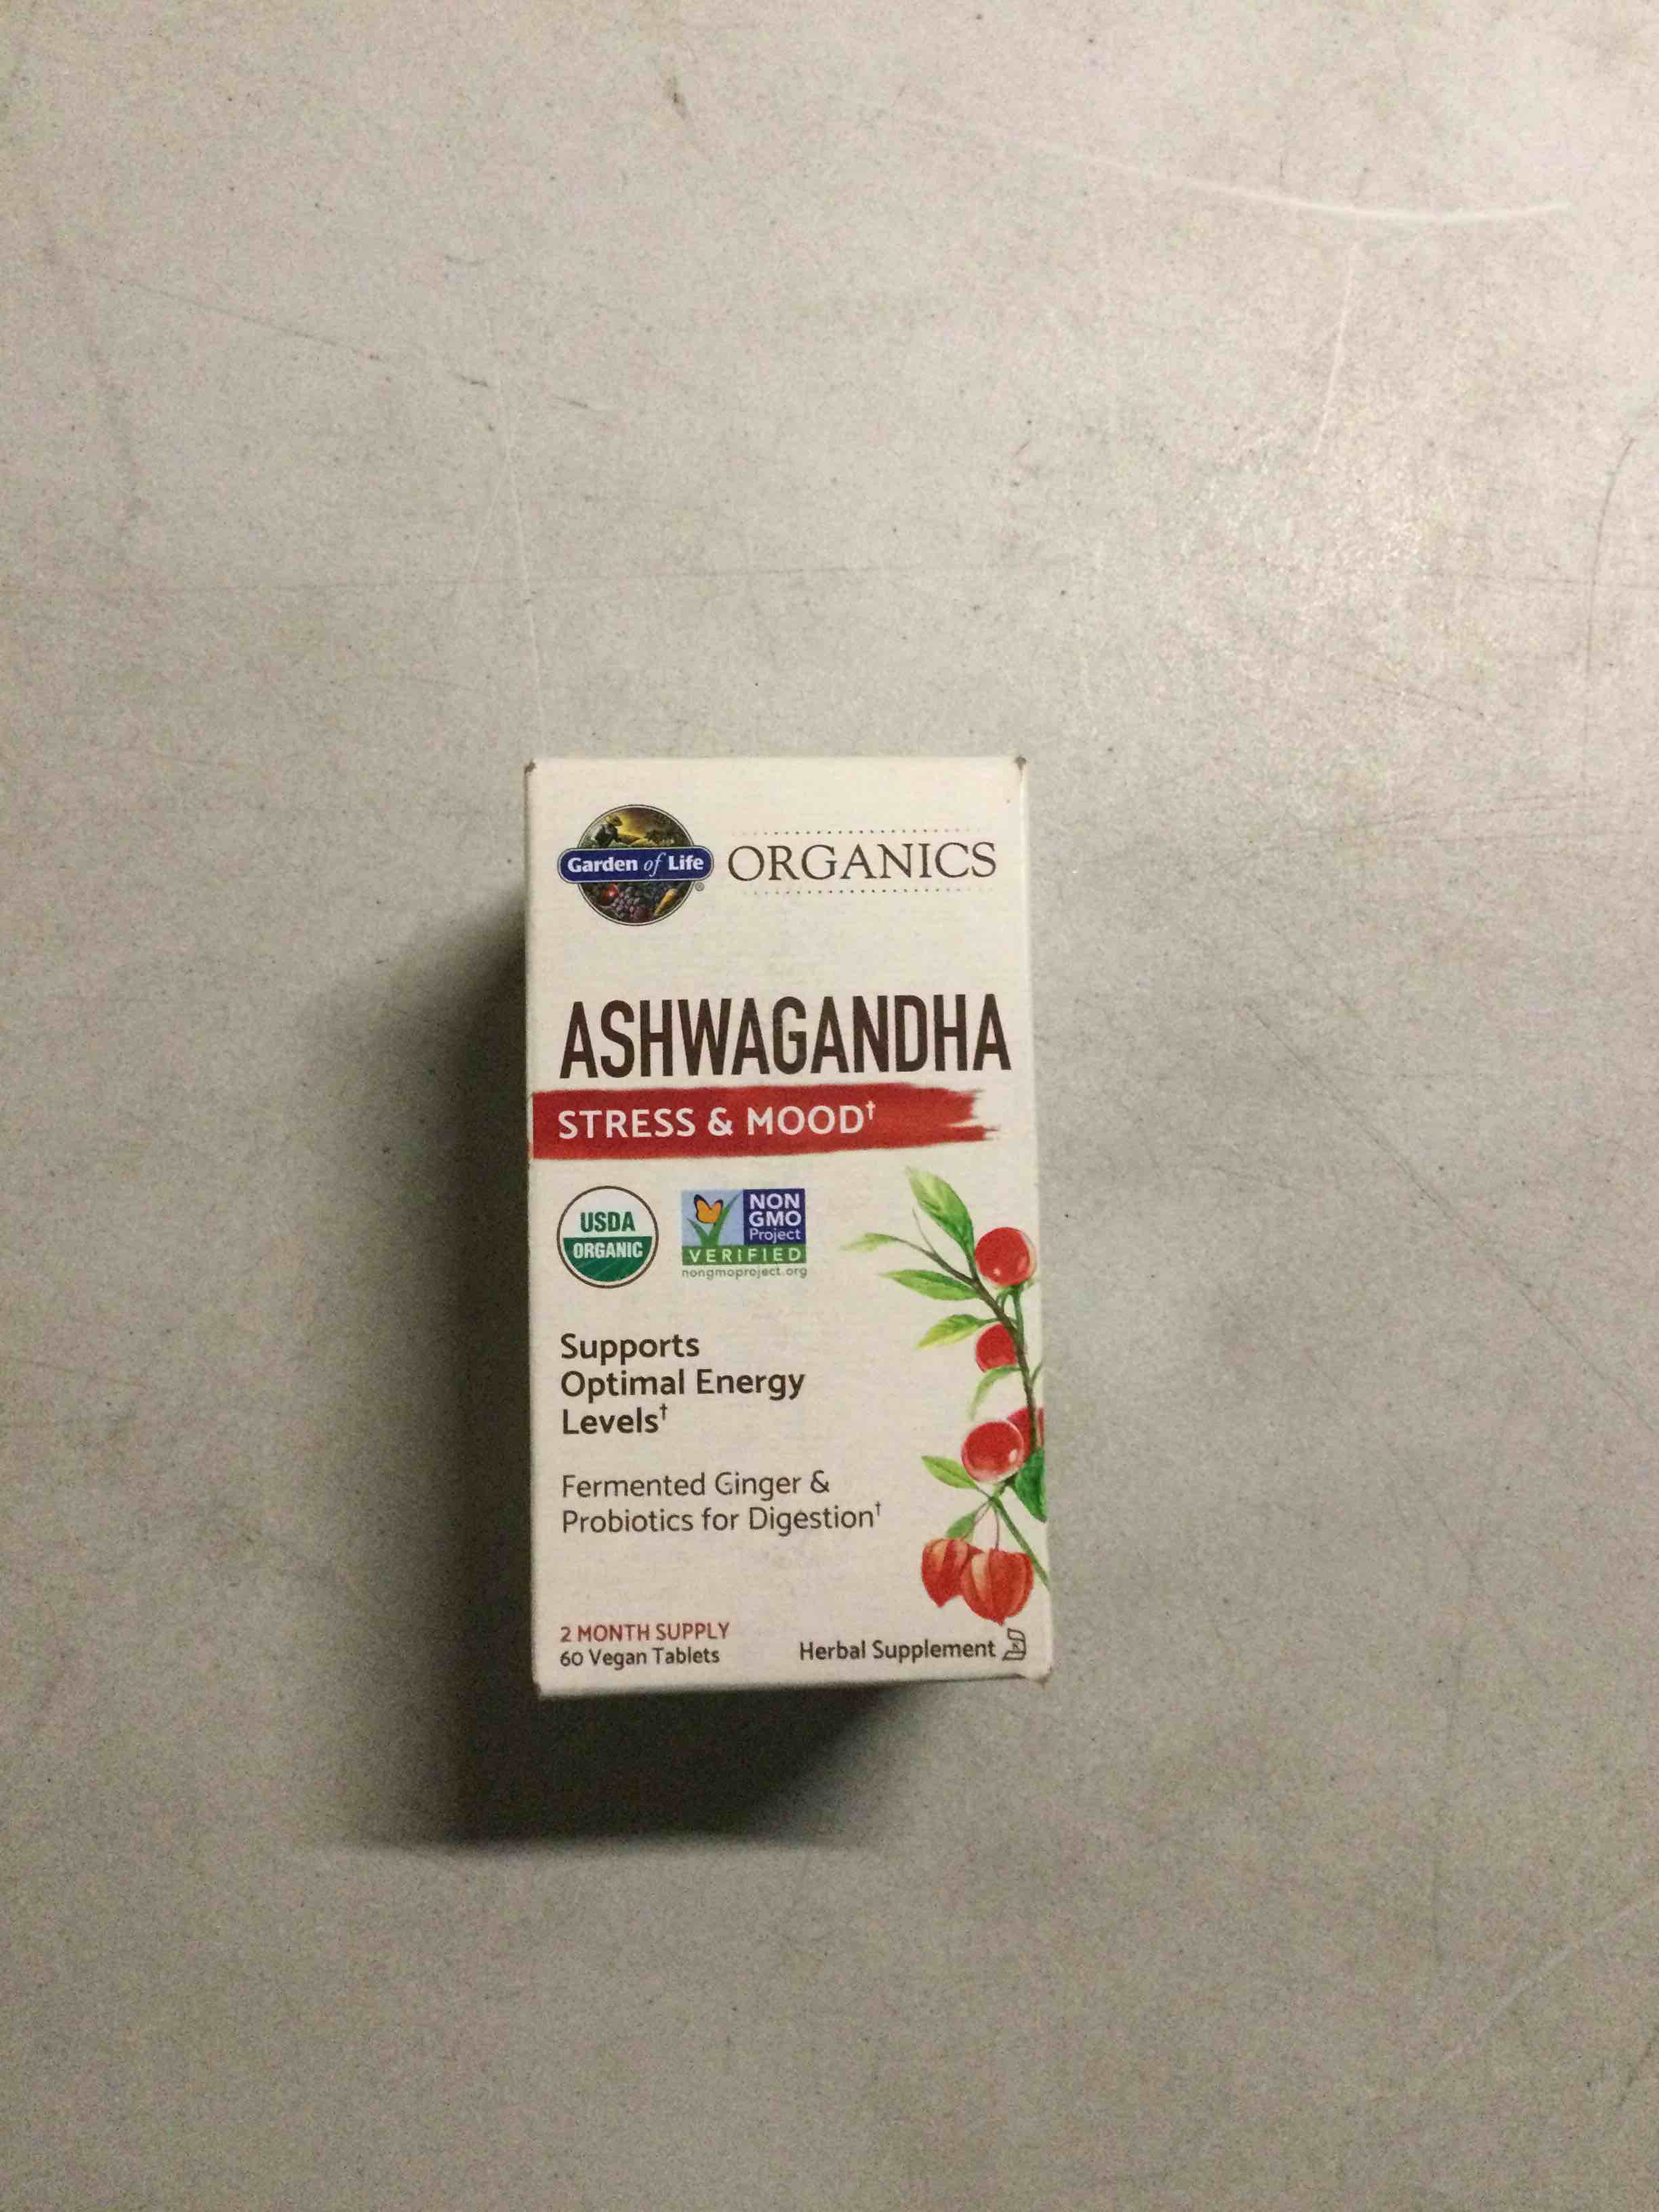 Garden of Life®
ORGANICS
ASHWAGANDHA
STRESS & MOOD†
USDA
ORGANIC
NON
GMO
Project
VERIFIED
nongmoproject.org
Supports
Optimal Energy
Levels†
Fermented Ginger &
Probiotics for Digestion†
2 MONTH SUPPLY
60 Vegan Tablets
Herbal Supplement